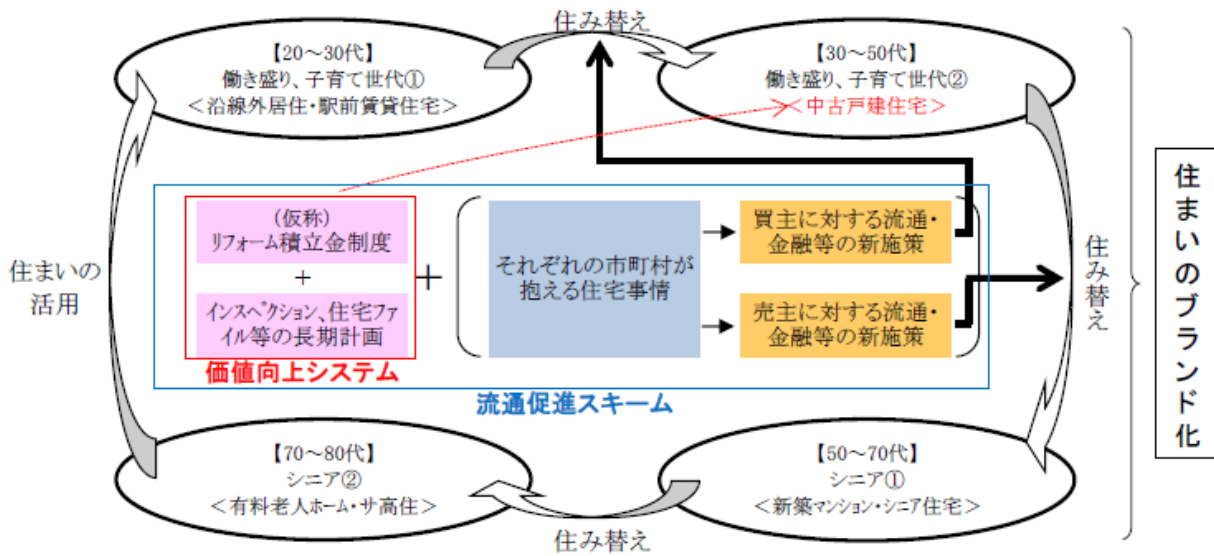 住み替え
【20～30代】
働き盛り、子育て世代①
＜沿線外居住・駅前賃貸住宅＞
【30～50代】
働き盛り、子育て世代②
＜中古戸建住宅＞
(仮称)
ﾘﾌｫｰﾑ積立金制度
+
ｲﾝｽﾍﾟｸｼｮﾝ、住宅ファ
イル等の長期計画
価値向上システム
+
それぞれの市町村が
抱える住宅事情
買主に対する流通・
金融等の新施策
売主に対する流通・
金融等の新施策
流通促進スキーム
住まいの
活用
住み替え
住まいのブランド化
【70～80代】
シニア②
＜有料老人ﾎｰﾑ・サ高住＞
【50～70代】
シニア①
＜新築ﾏﾝｼｮﾝ・シニア住宅＞
住み替え